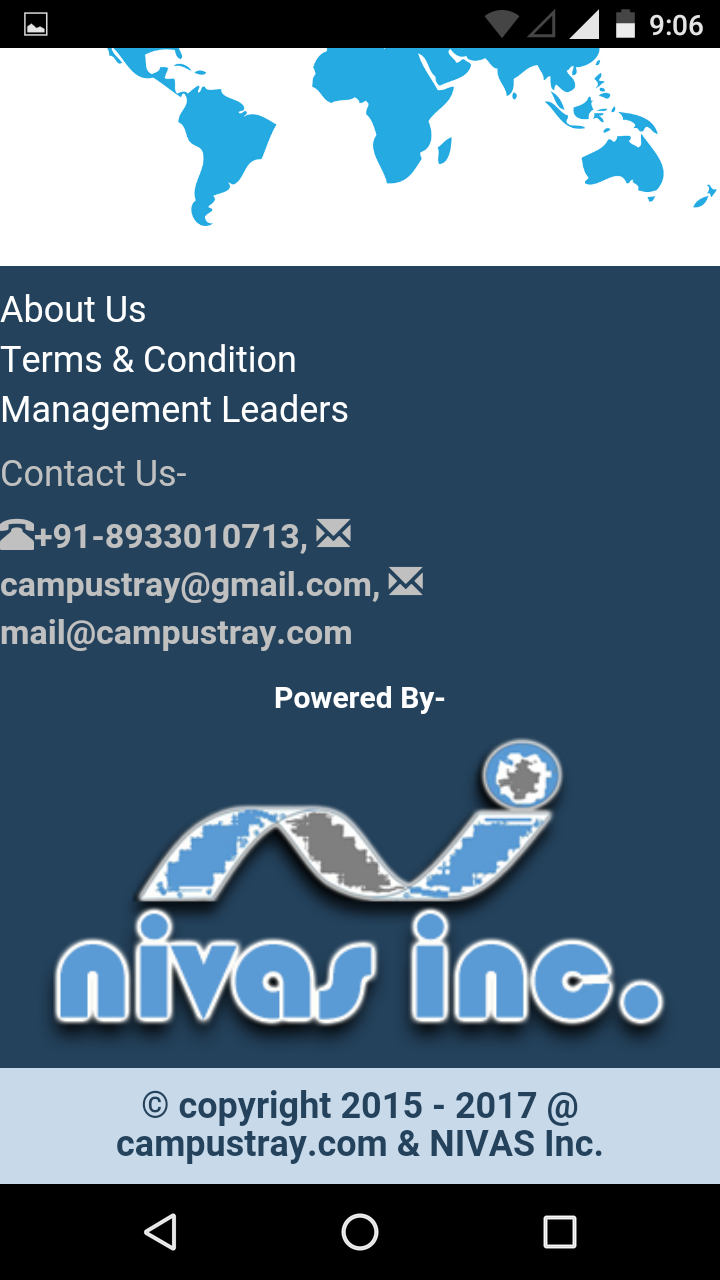 9:06
About Us
Terms & Condition
Management Leaders
Contact Us-
+91-8933010713,
campustray@gmail.com,
mail@campustray.com
Powered By-
nivas inc.
© copyright 2015 - 2017 @
campustray.com & NIVAS Inc.